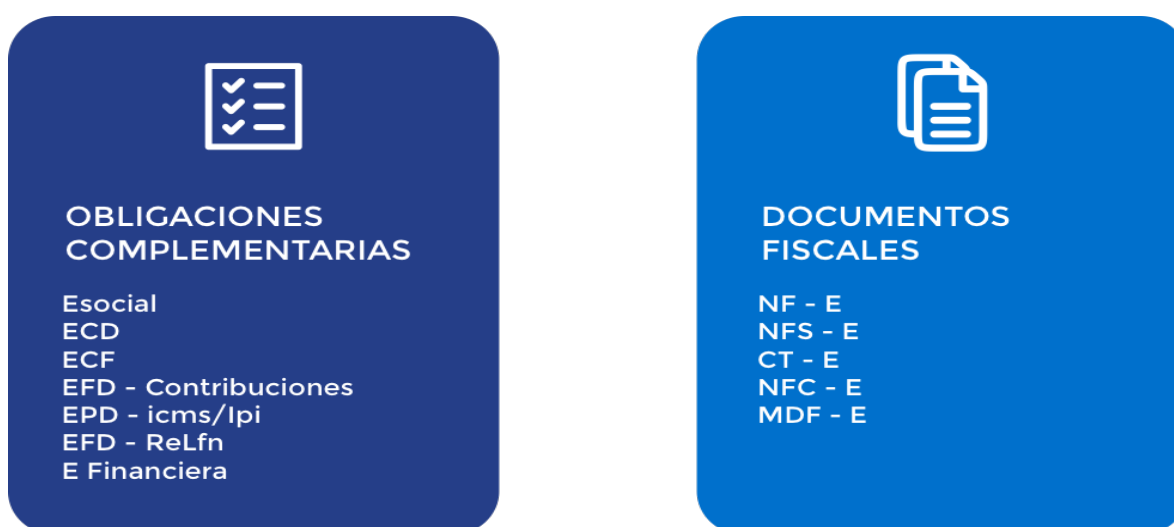 OBLIGACIONES
COMPLEMENTARIAS
Esocial
ECD
ECF
EFD - Contribuciones
EPD - icms/Ipi
EFD - ReLfn
E Financiera
DOCUMENTOS
FISCALES
NF - E
NFS - E
CT - E
NFC - E
MDF - E